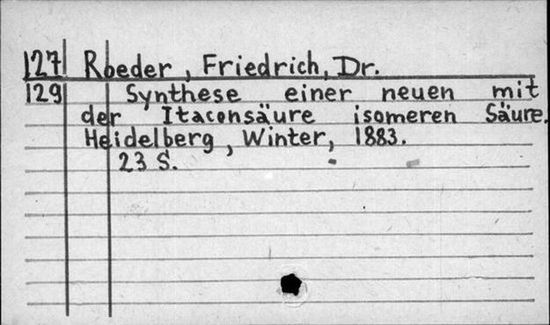 127 Roeder, Friedrich, Dr.
129 Synthese einer neuen mit
der Itaconsäure isomeren Säure.
Heidelberg, Winter, 1883.
23 S.